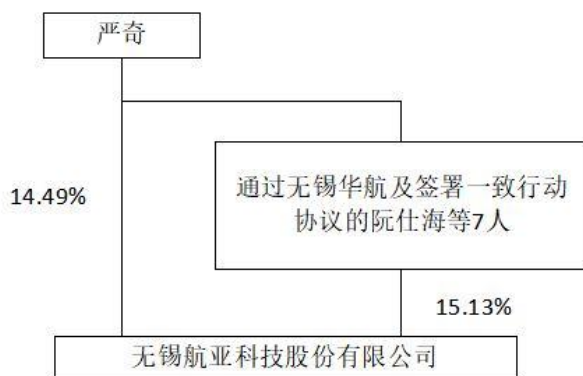 严奇
14.49%
通过无锡华航及签署一致行动
协议的阮仕海等7人
15.13%
无锡航亚科技股份有限公司